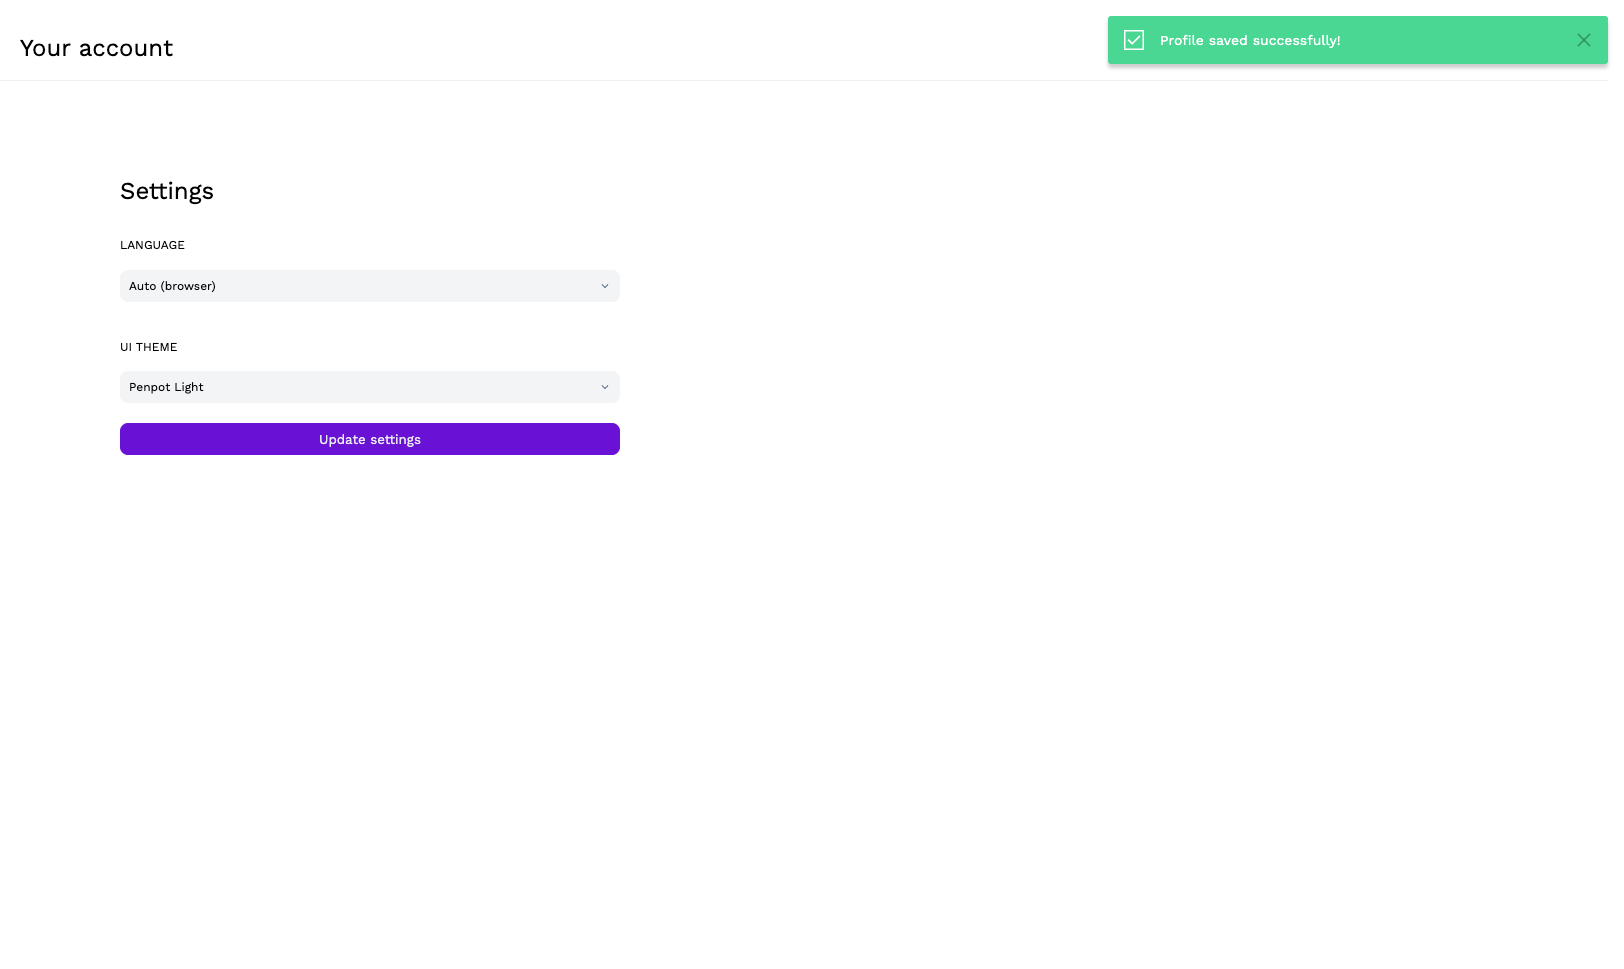 Your account
Profile saved successfully!
Settings
LANGUAGE
Auto (browser)
UI THEME
Penpot Light
Update settings